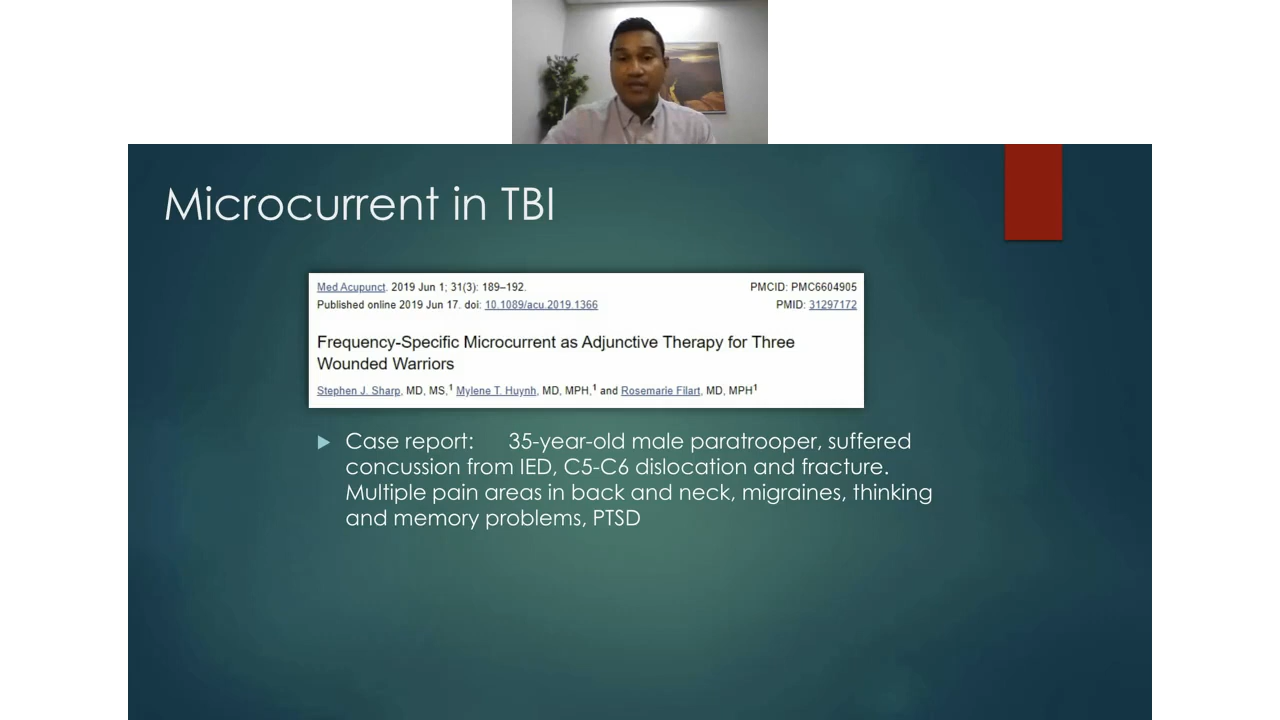 Microcurrent in TBI
Med Acupunct. 2019 Jun 1; 31(3): 189–192.
PMCID: PMC6604905
Published online 2019 Jun 17. doi: 10.1089/acu.2019.1366
PMID: 31297172
Frequency-Specific Microcurrent as Adjunctive Therapy for Three
Wounded Warriors
Stephen J. Sharp, MD, MS,1 Mylene T. Huynh, MD, MPH,1 and Rosemarie Filart, MD, MPH1
Case report: 35-year-old male paratrooper, suffered
concussion from IED, C5-C6 dislocation and fracture.
Multiple pain areas in back and neck, migraines, thinking
and memory problems, PTSD